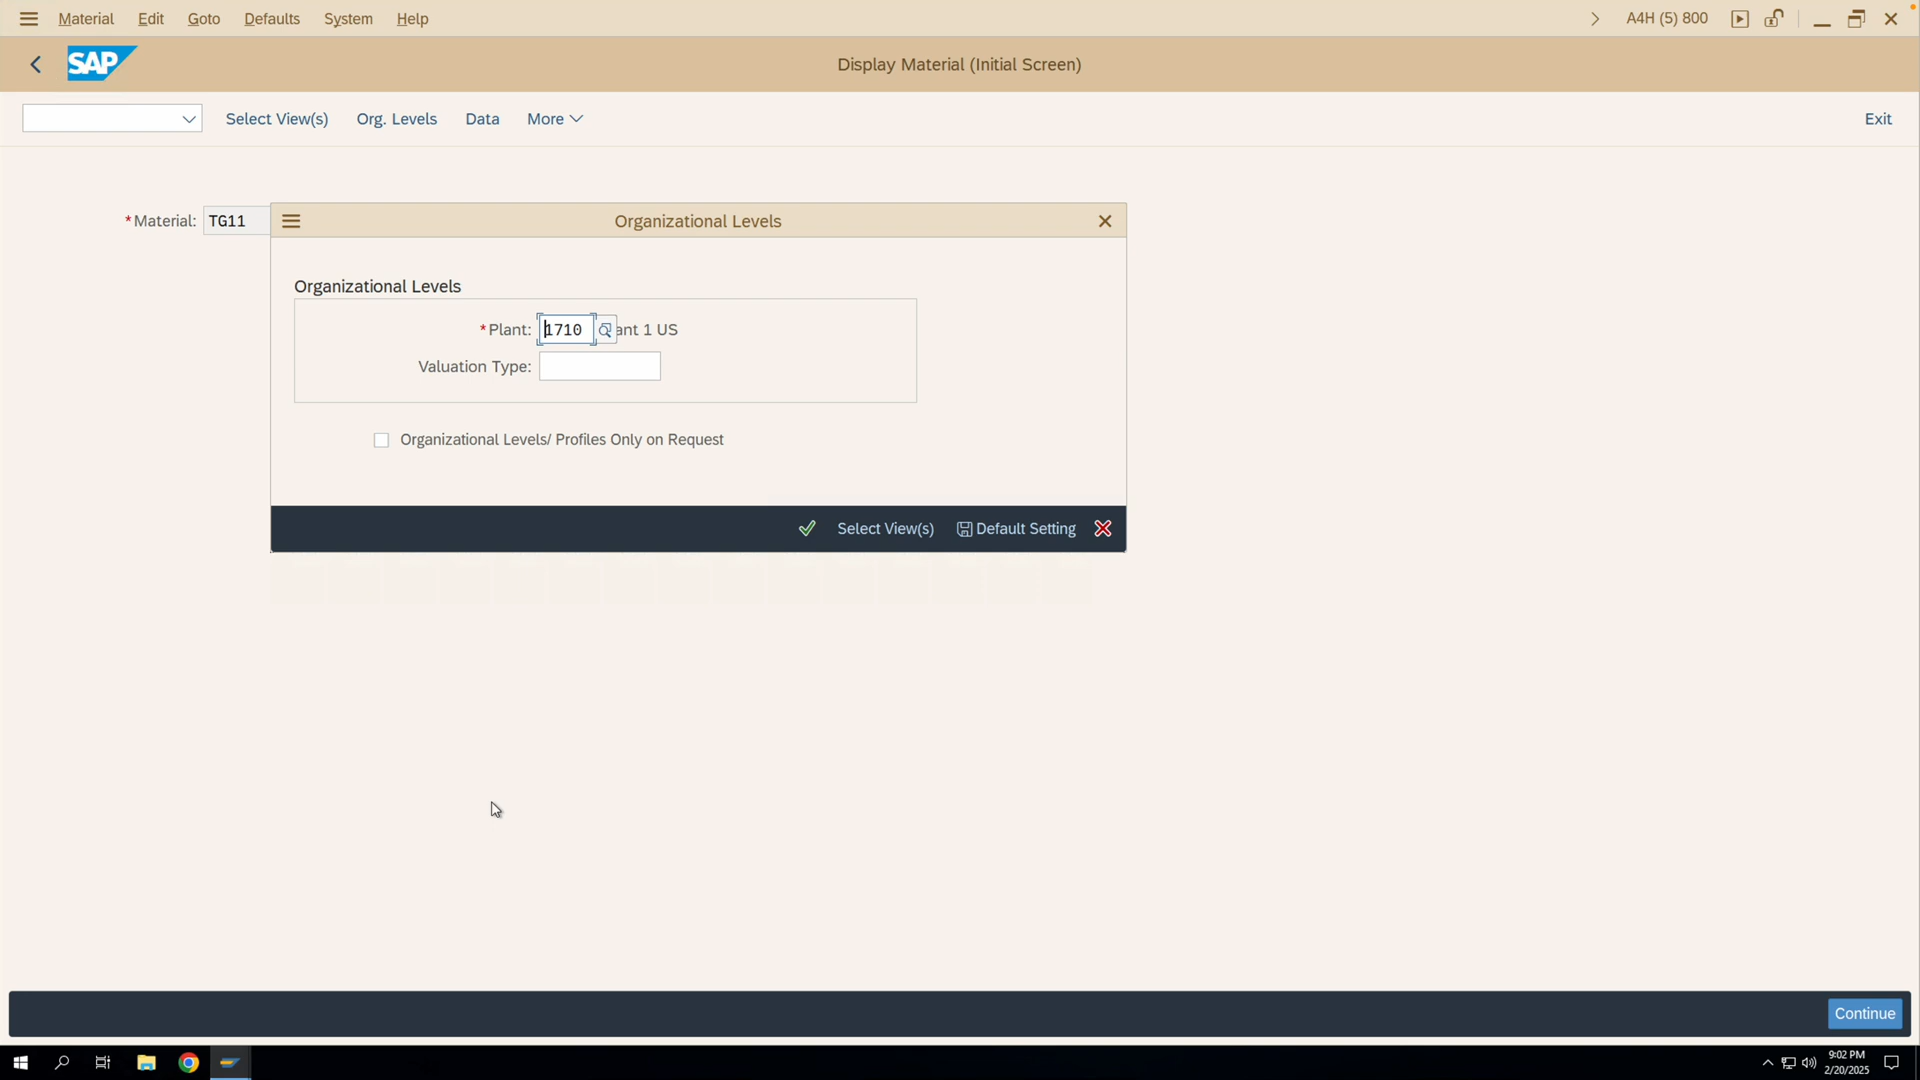 Material Edit Goto Defaults System Help A4H (5) 800
SAP Display Material (Initial Screen)
Select View(s) Org. Levels Data More Exit
*Material: TG11
Organizational Levels
Organizational Levels
*Plant: 1710 ant 1 US
Valuation Type:
Organizational Levels/ Profiles Only on Request
Select View(s) Default Setting
Continue
9:02 PM
2/20/2025